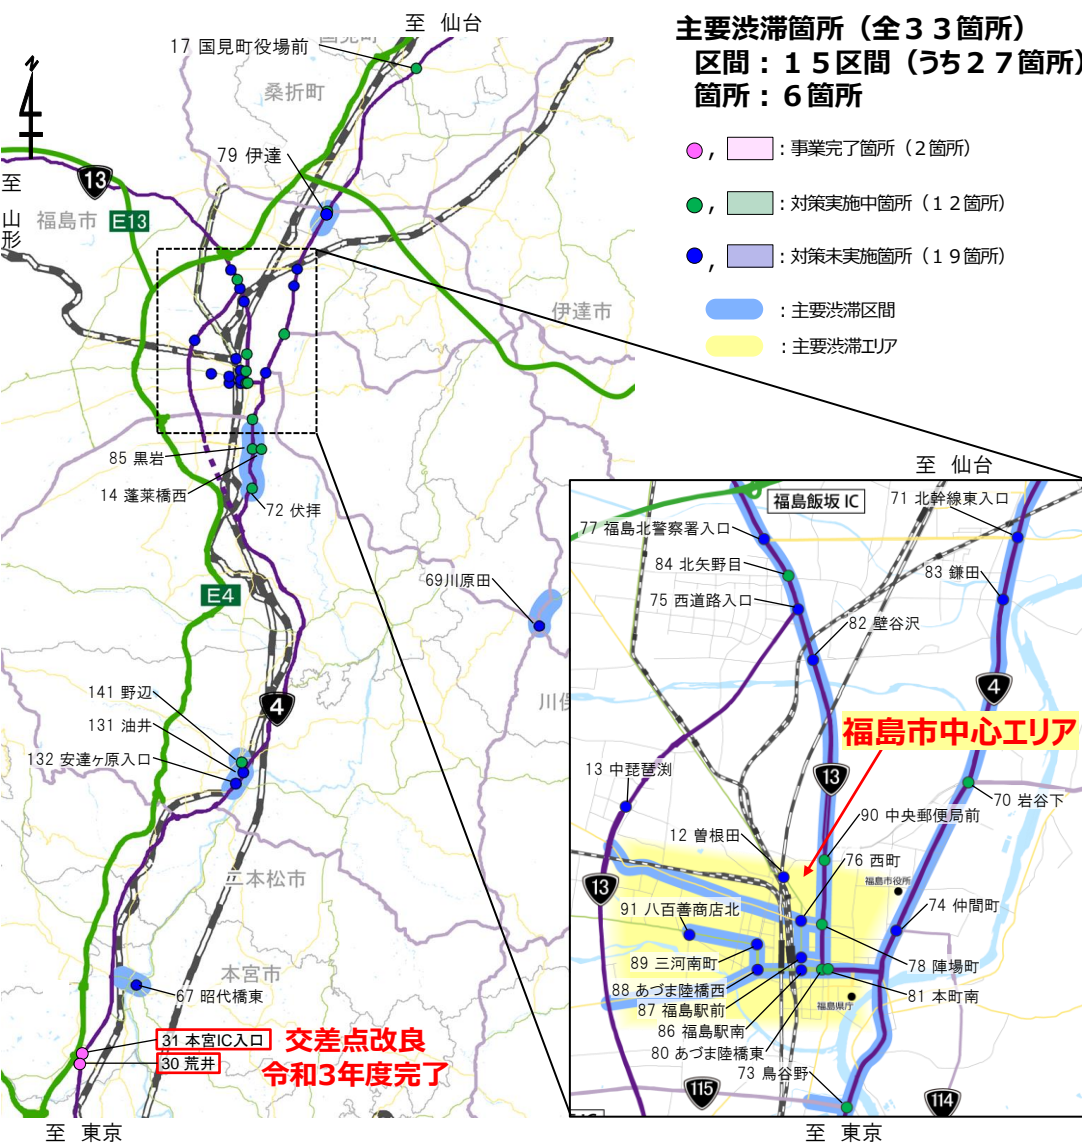 主要渋滞箇所（全３３箇所）
区間：１５区間（うち２７箇所）
箇所：６箇所
：事業完了箇所（２箇所）
：対策実施中箇所（１２箇所）
：対策未実施箇所（１９箇所）
：主要渋滞区間
：主要渋滞エリア
至 仙台
17 国見町役場前
国見町
桑折町
79 伊達
至
山形
13
福島市
E13
伊達市
85 黒岩
14 蓬莱橋西
72 伏拝
69川原田
E4
川俣
141 野辺
131 油井
132 安達ヶ原入口
4
二本松市
本宮市
67 昭代橋東
31 本宮IC入口
30 荒井
交差点改良
令和3年度完了
至 東京
至 仙台
福島飯坂 IC
71 北幹線東入口
77 福島北警察署入口
84 北矢野目
83 鎌田
75 西道路入口
82 壁谷沢
4
福島市中心エリア
13 中琵琶渕
13
70 岩谷下
90 中央郵便局前
12 曽根田
76 西町
福島市役所
13
91 八百善商店北
74 仲間町
89 三河南町
78 陣場町
88 あづま陸橋西
81 本町南
87 福島駅前
福島県庁
86 福島駅南
80 あづま陸橋東
73 鳥谷野
115
114
至 東京